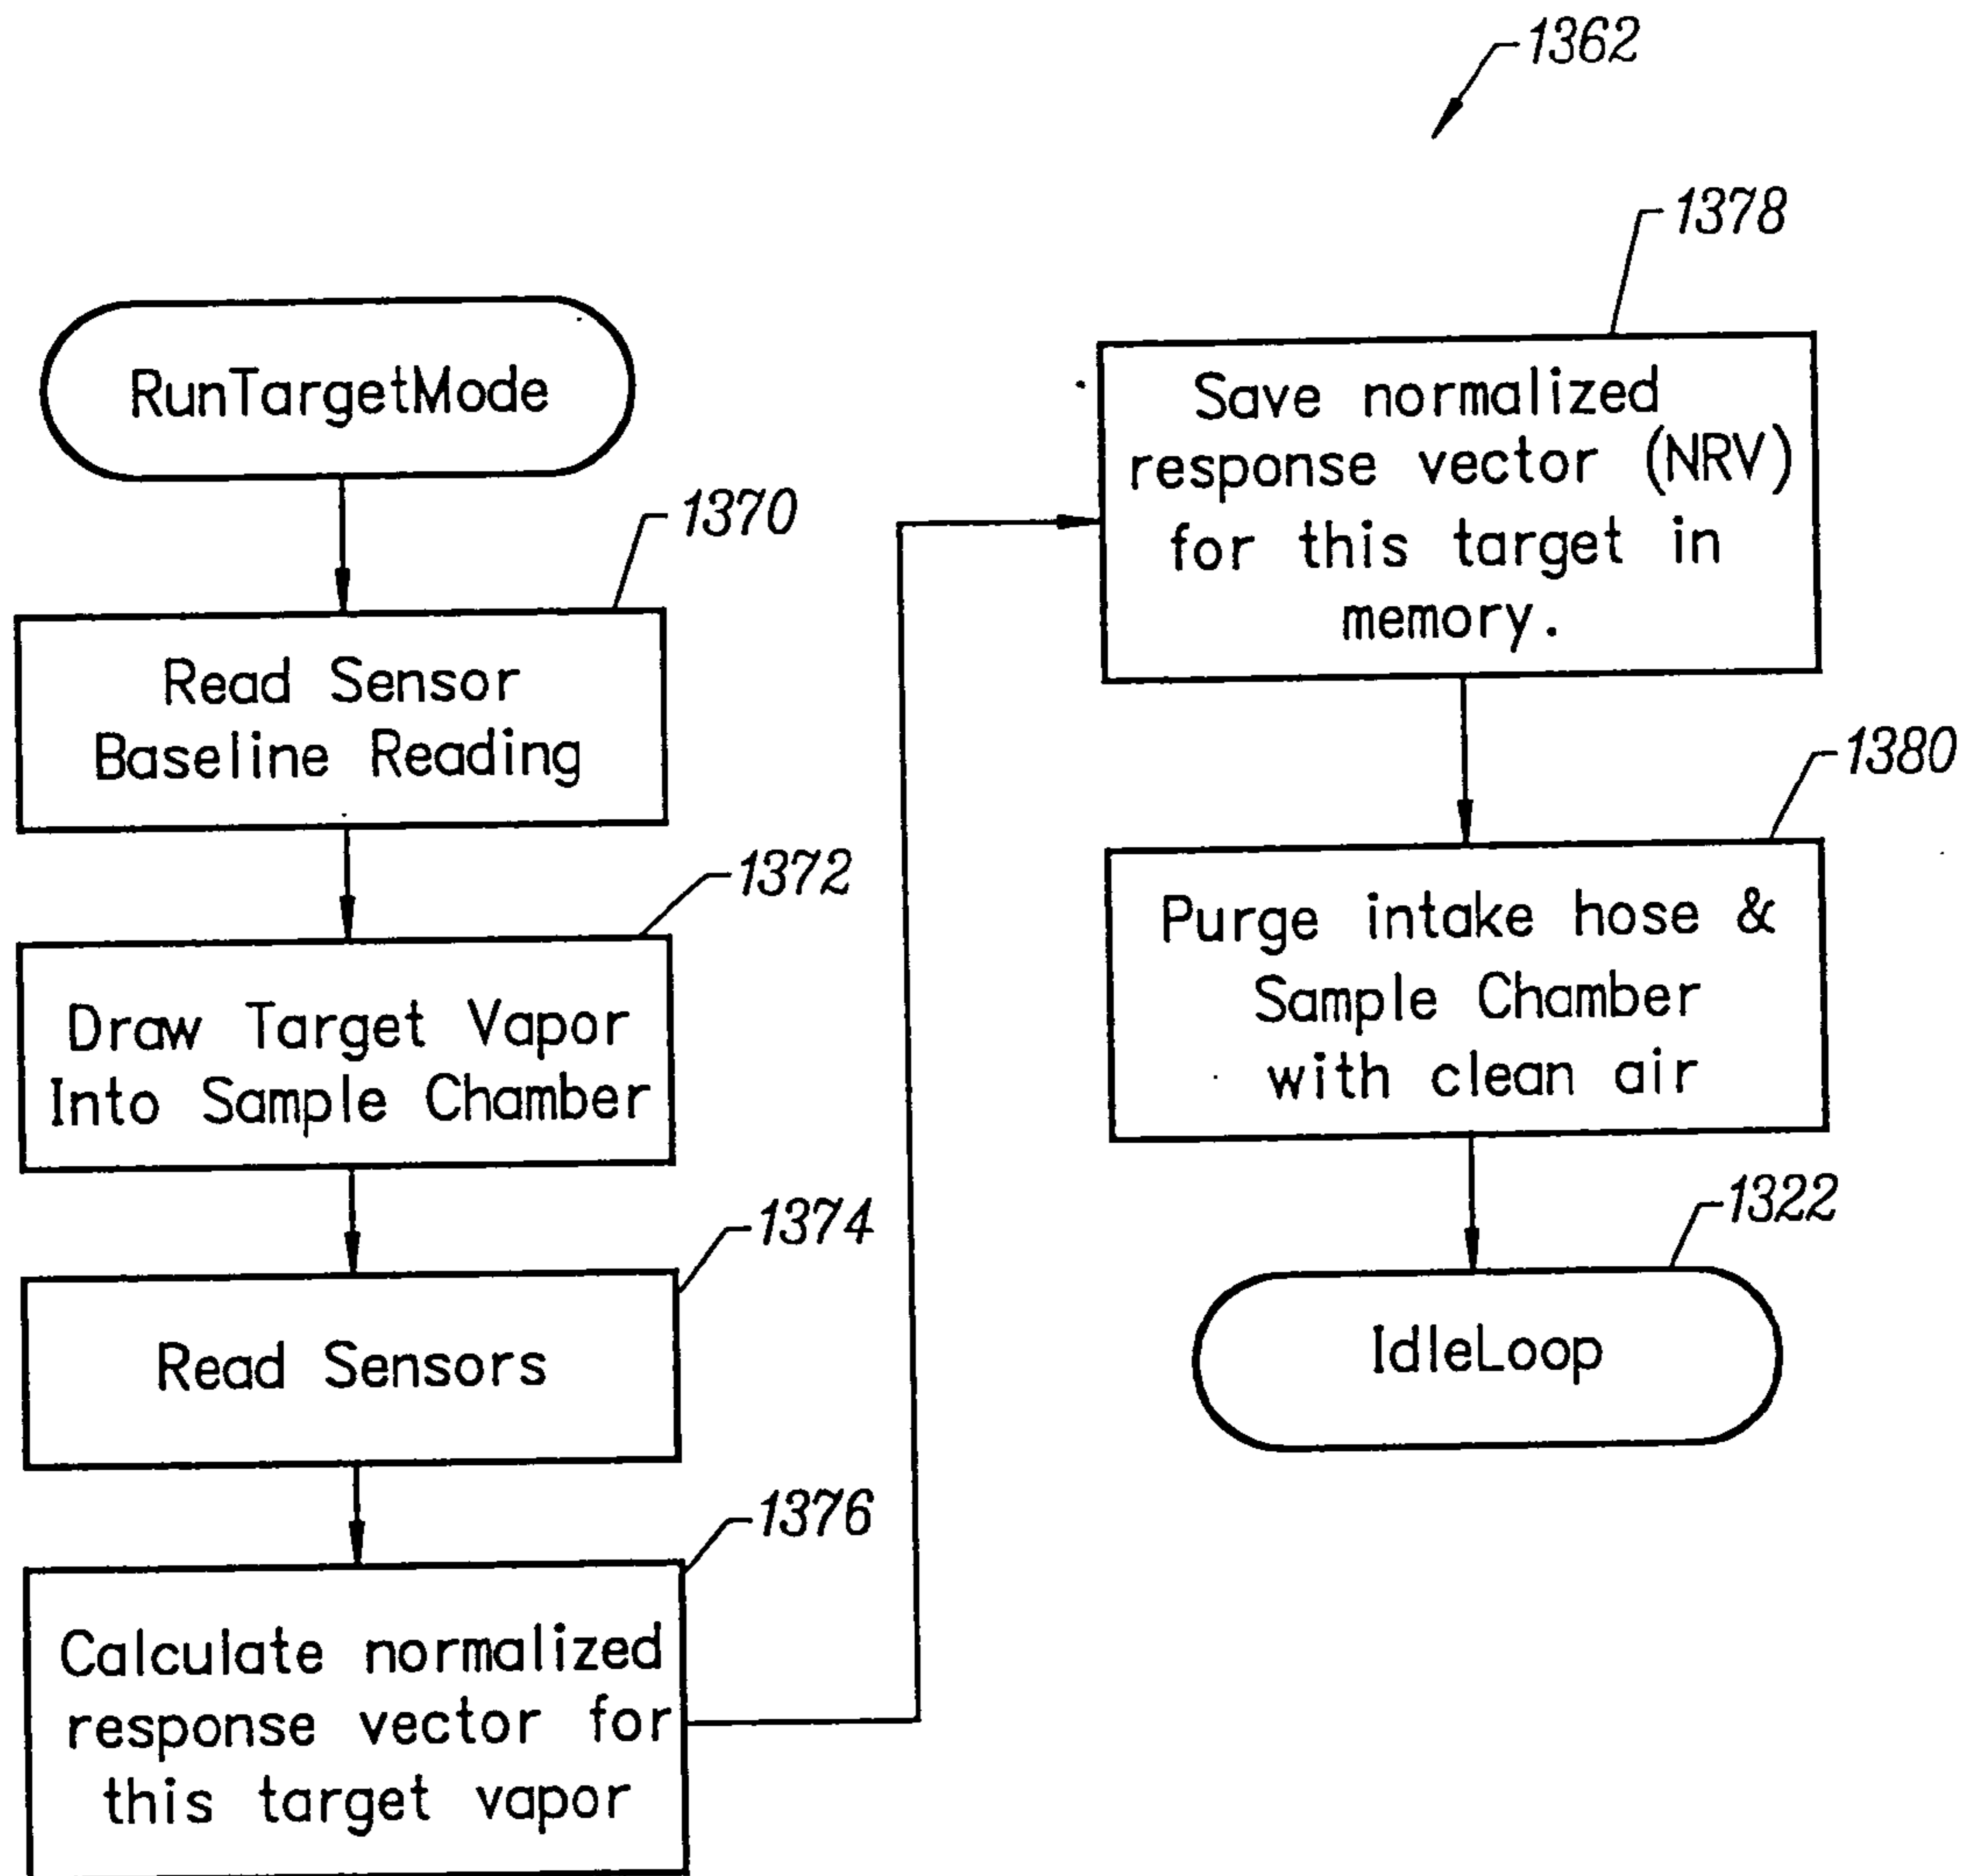 1362
RunTargetMode
1370
Read Sensor
Baseline Reading
1372
Draw Target Vapor
Into Sample Chamber
1374
Read Sensors
1376
Calculate normalized
response vector for
this target vapor
1378
Save normalized
response vector (NRV)
for this target in
memory.
1380
Purge intake hose &
Sample Chamber
with clean air
1322
IdleLoop